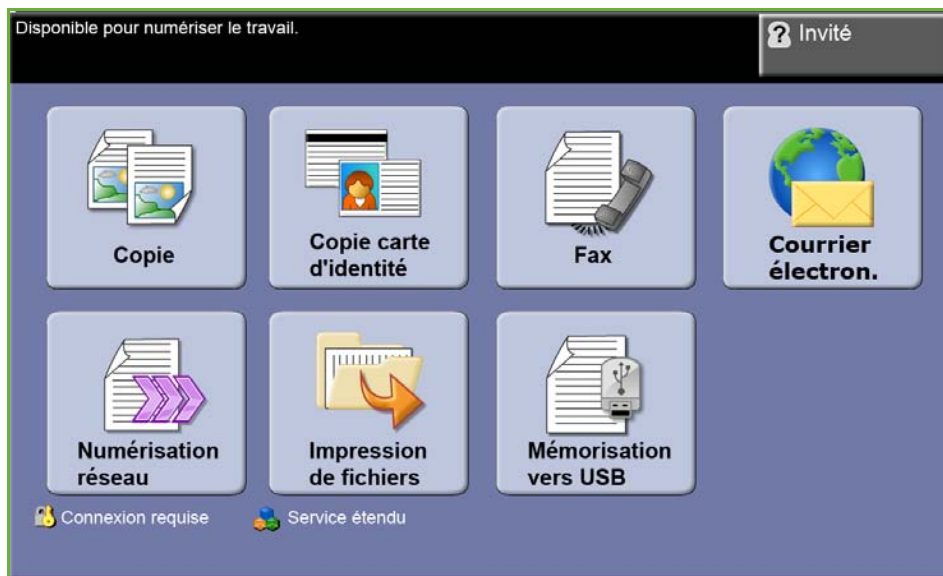 Disponible pour numériser le travail.
Invité
Copie
Copie carte
d'identité
Fax
Courrier
électron.
Numérisation
réseau
Impression
de fichiers
Mémorisation
vers USB
Connexion requise
Service étendu